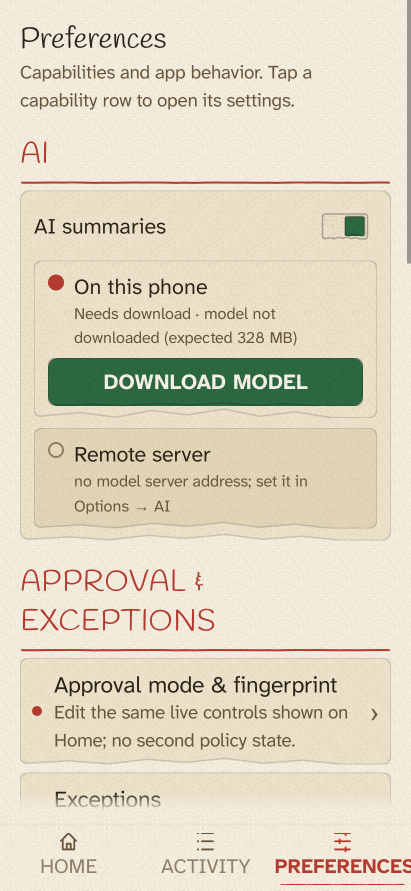 Preferences
Capabilities and app behavior. Tap a
capability row to open its settings.
AI
AI summaries
On this phone
Needs download · model not
downloaded (expected 328 MB)
DOWNLOAD MODEL
Remote server
no model server address; set it in
Options → AI
APPROVAL &
EXCEPTIONS
Approval mode & fingerprint
Edit the same live controls shown on
Home; no second policy state.
›
Exceptions
HOME
ACTIVITY
PREFERENCES